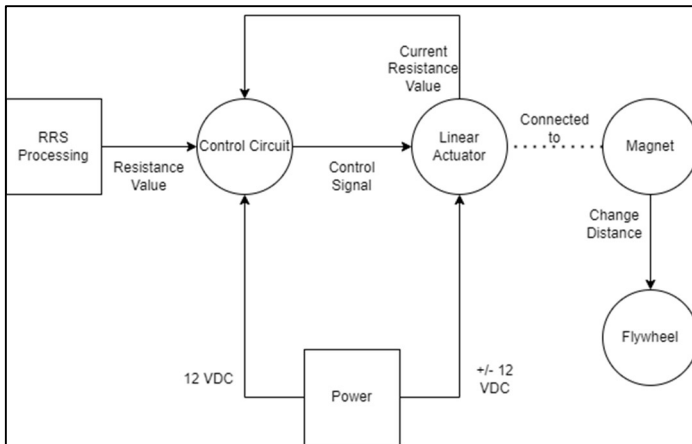 Current
Resistance
Value
RRS
Processing
Resistance
Value
Control Circuit
Control
Signal
Linear
Actuator
Connected
to
Magnet
Change
Distance
Flywheel
12 VDC
Power
+/- 12
VDC